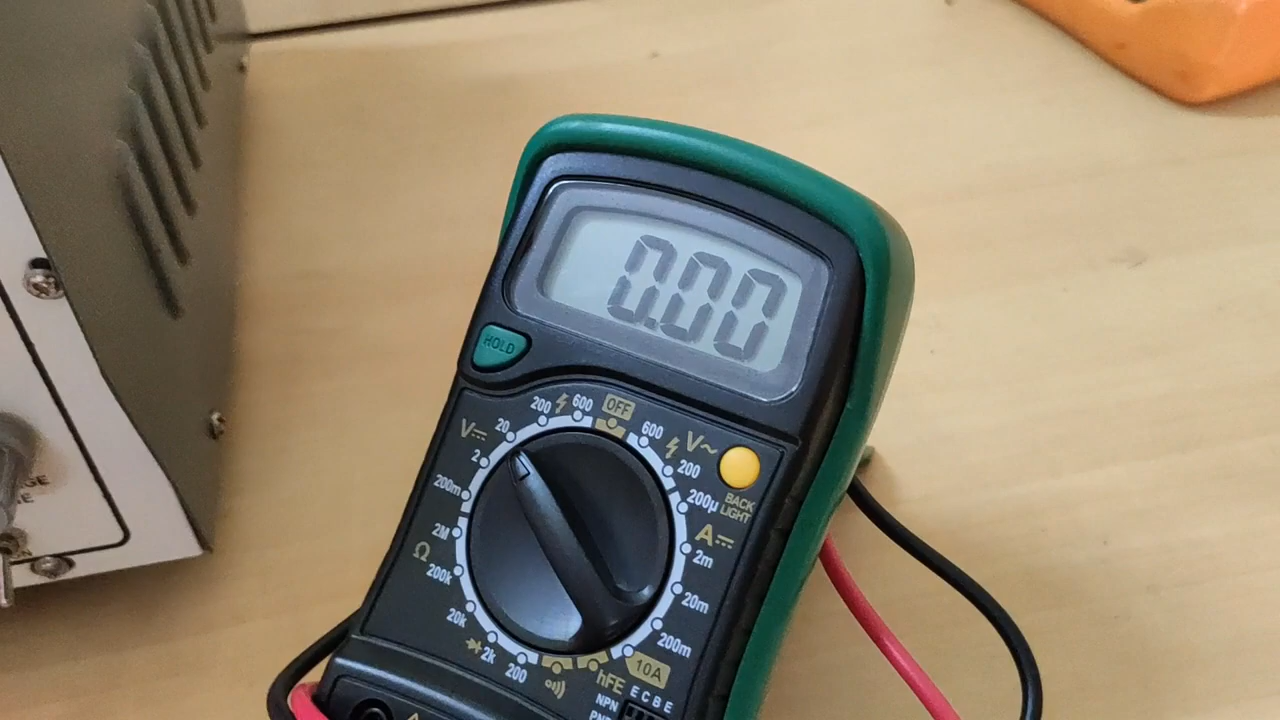 0.00
HOLD
OFF
200 600
600
V⎓ 20
V~
2
200
BACK
LIGHT
200m
200µ
A⎓
2M
2m
Ω
200k
20m
20k
200m
2k
200
hFE
10A
NPN
E C B E
SE
E